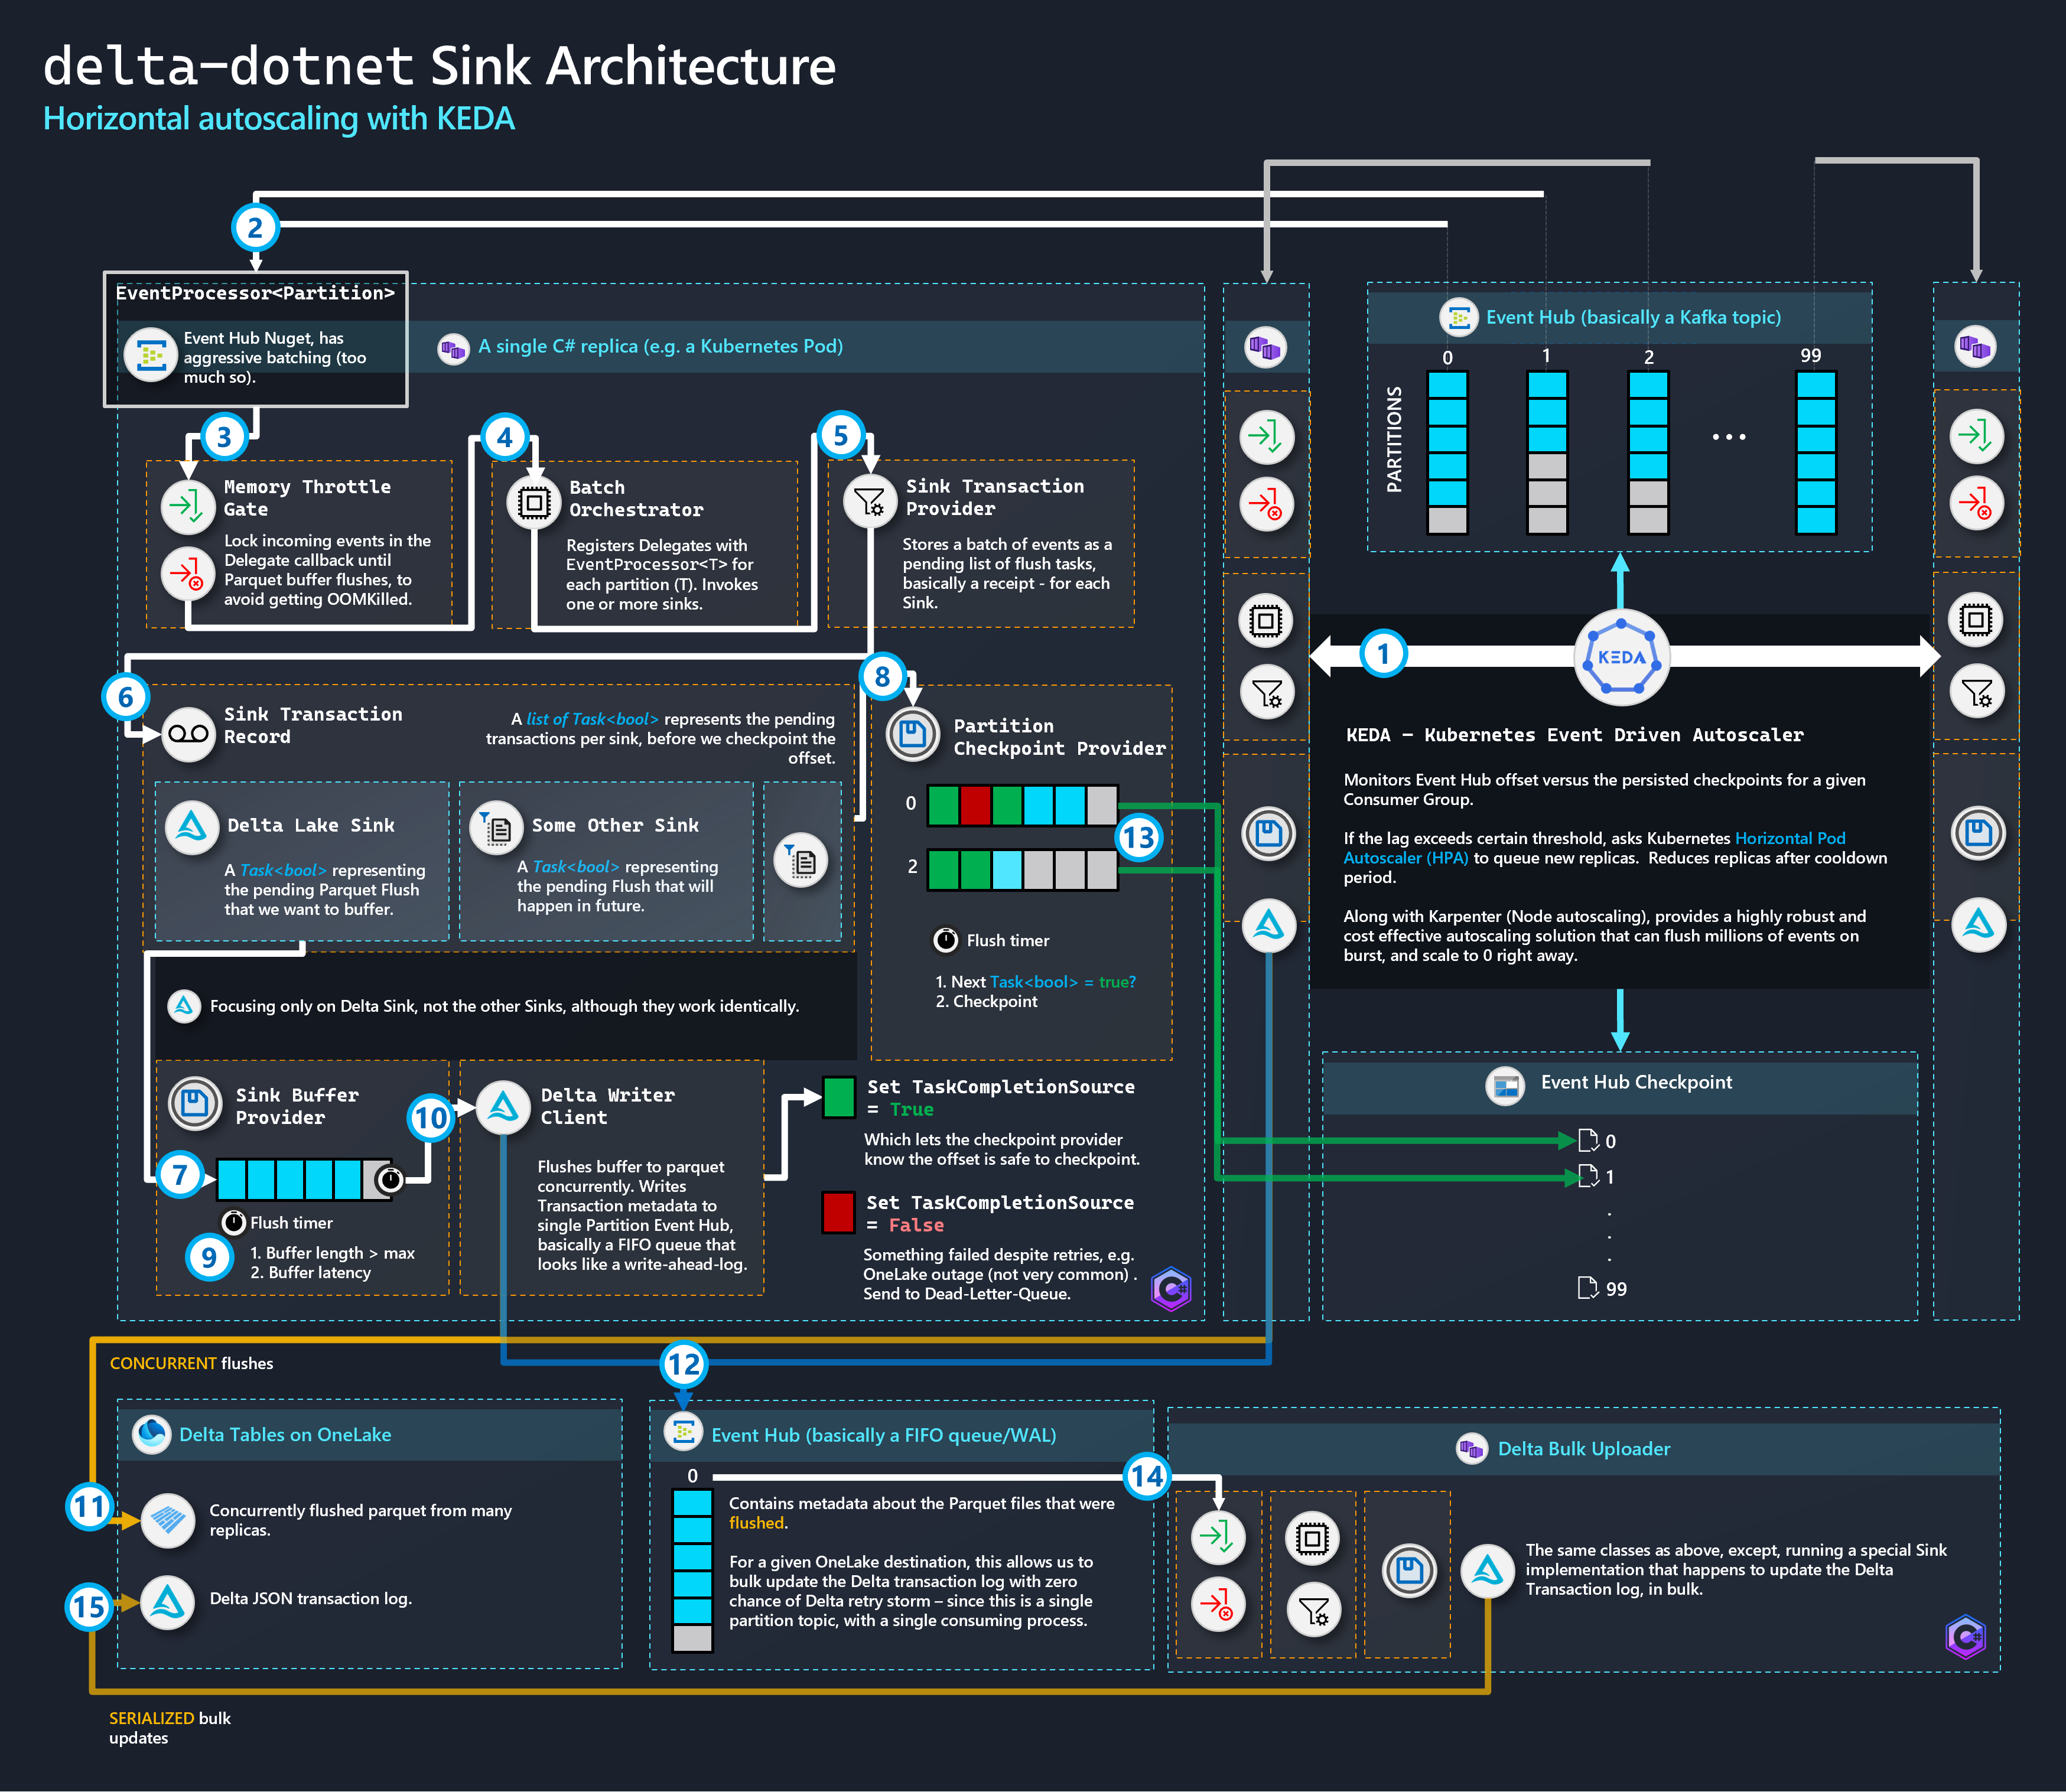 delta-dotnet Sink Architecture
Horizontal autoscaling with KEDA
2
EventProcessor<Partition>
Event Hub Nuget, has
aggressive batching (too
much so).
A single C# replica (e.g. a Kubernetes Pod)
Event Hub (basically a Kafka topic)
0
1
2
99
PARTITIONS
...
3
Memory Throttle
Gate
Lock incoming events in the
Delegate callback until
Parquet buffer flushes, to
avoid getting OOMKilled.
4
Batch
Orchestrator
Registers Delegates with
EventProcessor<T> for
each partition (T). Invokes
one or more sinks.
5
Sink Transaction
Provider
Stores a batch of events as a
pending list of flush tasks,
basically a receipt - for each
Sink.
1
KEDA
KEDA – Kubernetes Event Driven Autoscaler
Monitors Event Hub offset versus the persisted checkpoints for a given
Consumer Group.
If the lag exceeds certain threshold, asks Kubernetes Horizontal Pod
Autoscaler (HPA) to queue new replicas.  Reduces replicas after cooldown
period.
Along with Karpenter (Node autoscaling), provides a highly robust and
cost effective autoscaling solution that can flush millions of events on
burst, and scale to 0 right away.
6
Sink Transaction
Record
A list of Task<bool> represents the pending
transactions per sink, before we checkpoint the
offset.
Delta Lake Sink
A Task<bool> representing
the pending Parquet Flush
that we want to buffer.
Some Other Sink
A Task<bool> representing
the pending Flush that will
happen in future.
8
Partition
Checkpoint Provider
0
13
2
Flush timer
1. Next Task<bool> = true?
2. Checkpoint
Focusing only on Delta Sink, not the other Sinks, although they work identically.
Sink Buffer
Provider
7
Flush timer
9
1. Buffer length > max
2. Buffer latency
10
Delta Writer
Client
Flushes buffer to parquet
concurrently. Writes
Transaction metadata to
single Partition Event Hub,
basically a FIFO queue that
looks like a write-ahead-log.
Set TaskCompletionSource
= True
Which lets the checkpoint provider
know the offset is safe to checkpoint.
Set TaskCompletionSource
= False
Something failed despite retries, e.g.
OneLake outage (not very common) .
Send to Dead-Letter-Queue.
C#
Event Hub Checkpoint
0
1
.
.
.
99
CONCURRENT flushes
12
Delta Tables on OneLake
11
Concurrently flushed parquet from many
replicas.
15
Delta JSON transaction log.
SERIALIZED bulk
updates
Event Hub (basically a FIFO queue/WAL)
0
Contains metadata about the Parquet files that were
flushed.
For a given OneLake destination, this allows us to
bulk update the Delta transaction log with zero
chance of Delta retry storm – since this is a single
partition topic, with a single consuming process.
14
Delta Bulk Uploader
The same classes as above, except, running a special Sink
implementation that happens to update the Delta
Transaction log, in bulk.
C#